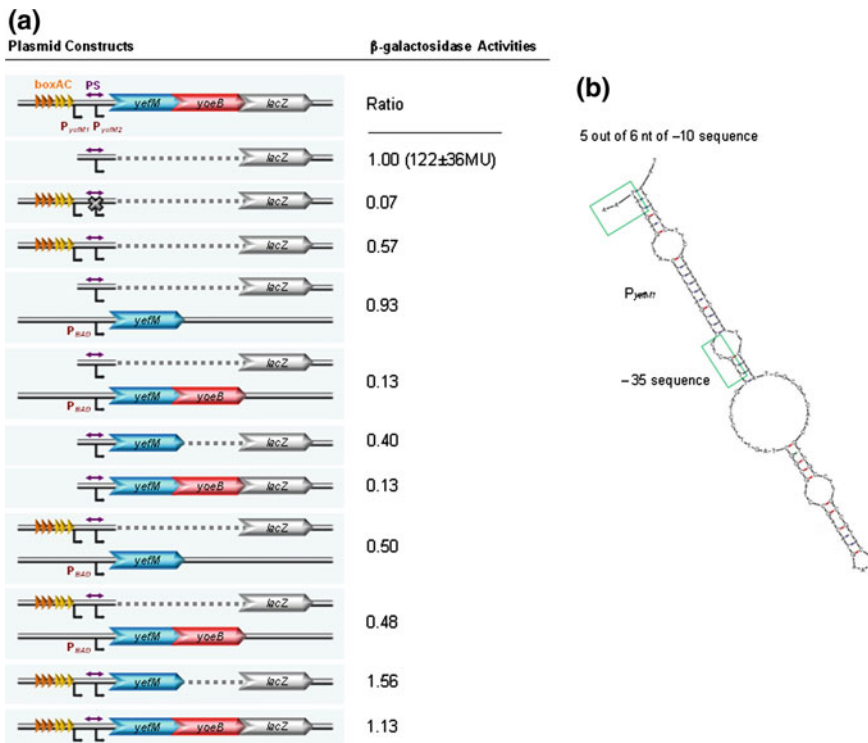 (a)
Plasmid Constructs β-galactosidase Activities
boxAC PS
yefM yoeB lacZ
PyefM1 PyefM2
Ratio
lacZ
1.00 (122±36MU)
lacZ
0.07
lacZ
0.57
lacZ
PBAD yefM
0.93
lacZ
PBAD yefM yoeB
0.13
yefM lacZ
0.40
yefM yoeB lacZ
0.13
lacZ
PBAD yefM
0.50
lacZ
PBAD yefM yoeB
0.48
yefM lacZ
1.56
yefM yoeB lacZ
1.13
(b)
5 out of 6 nt of −10 sequence
PyefM1
−35 sequence